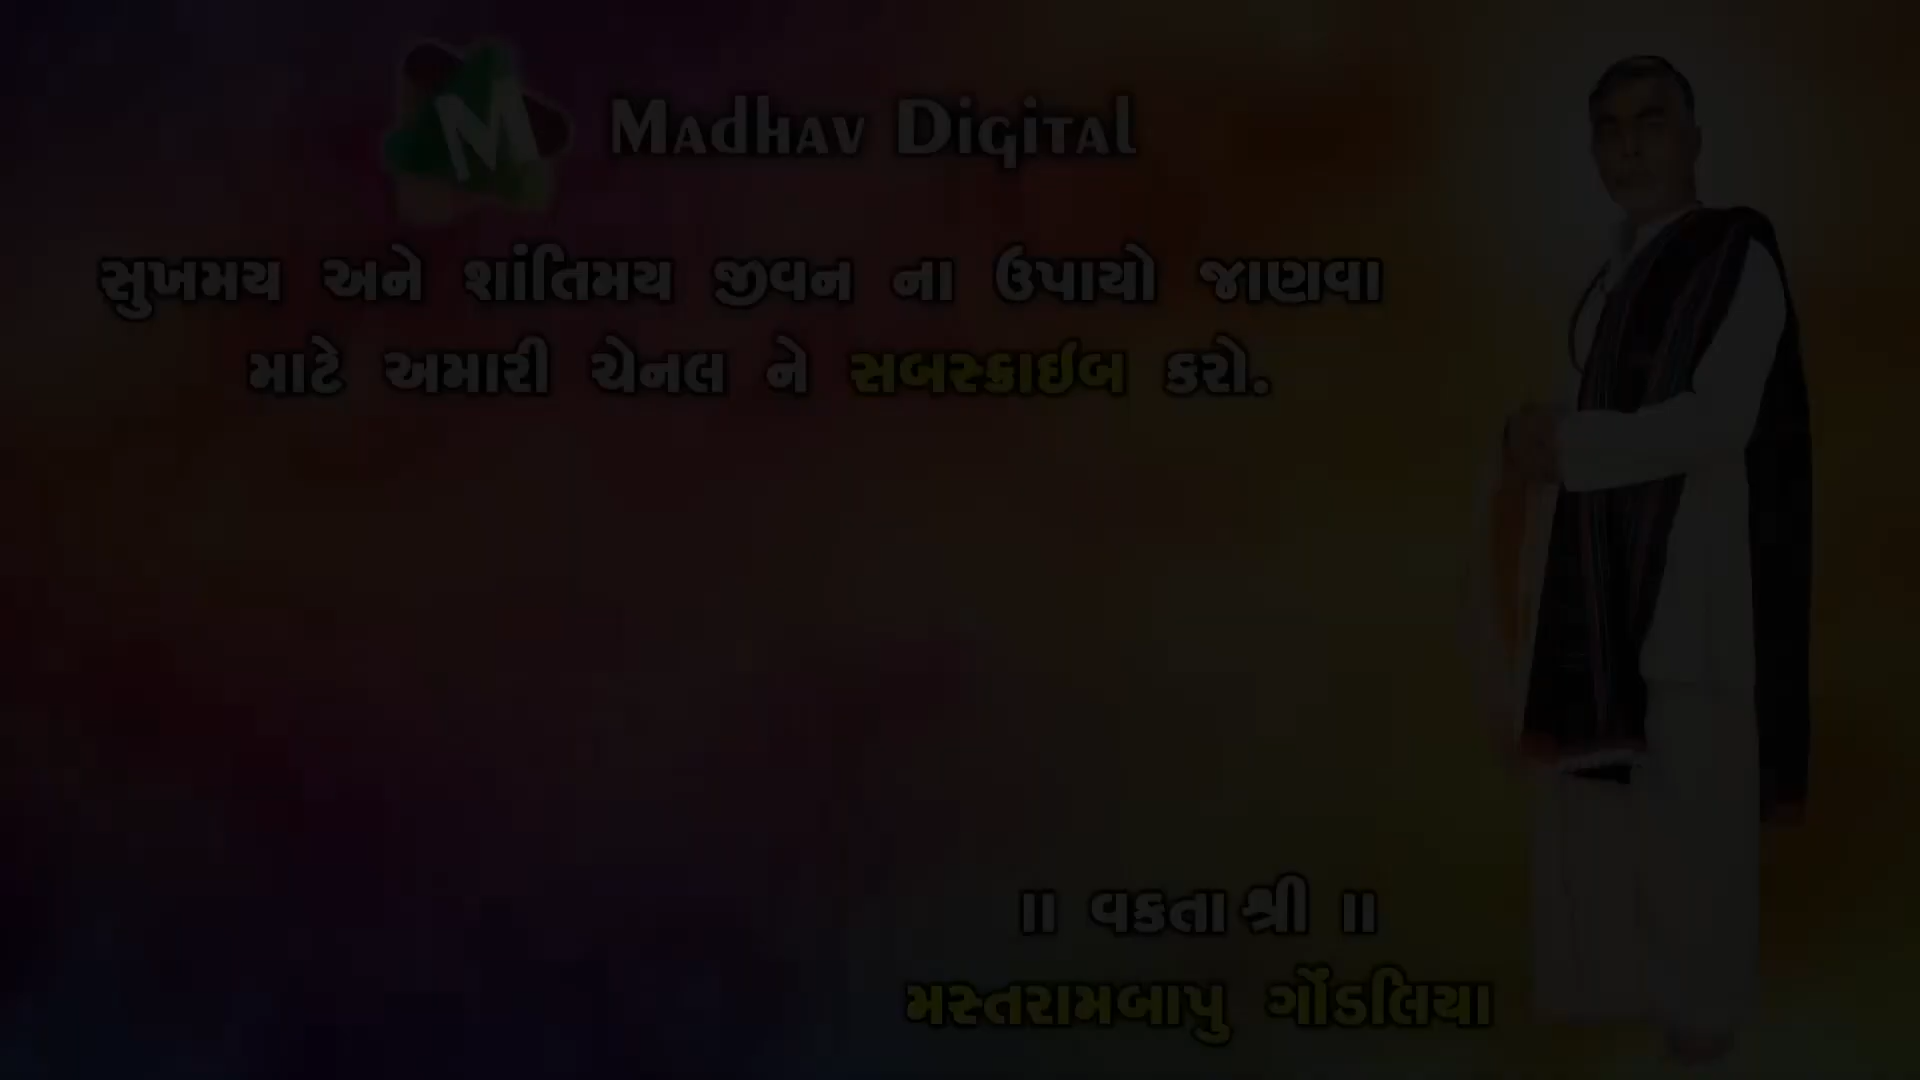 M Madhav Digital
સુખમય અને શાંતિમય જીવન ના ઉપાયો જાણવા
માટે અમારી ચેનલ ને સબસ્ક્રાઈબ કરો.
॥ વકતા શ્રી ॥
મસ્તરામબાપુ ગોંડલિયા